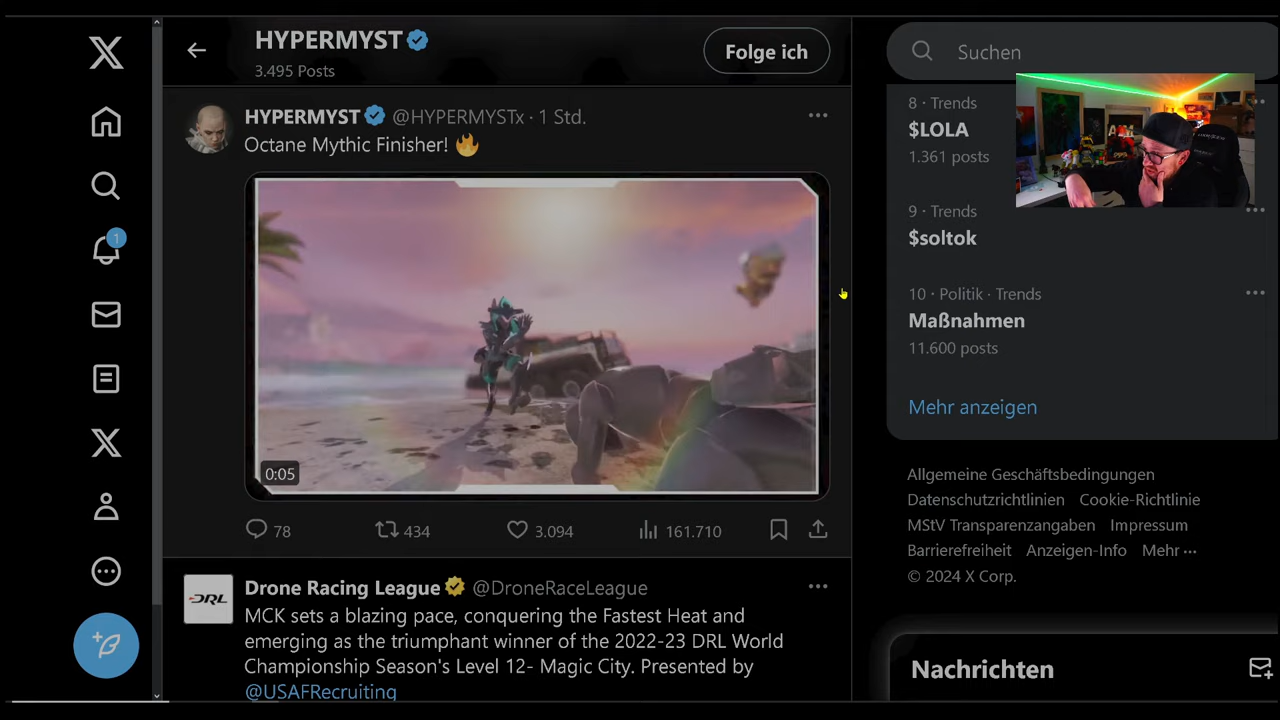 HYPERMYST
3.495 Posts
Folge ich
HYPERMYST @HYPERMYSTx · 1 Std.
Octane Mythic Finisher! 🔥
0:05
78
434
3.094
161.710
DRL
Drone Racing League @DroneRaceLeague
MCK sets a blazing pace, conquering the Fastest Heat and
emerging as the triumphant winner of the 2022-23 DRL World
Championship Season's Level 12- Magic City. Presented by
@USAFRecruiting
1
Suchen
8 · Trends
$LOLA
1.361 posts
9 · Trends
$soltok
10 · Politik · Trends
Maßnahmen
11.600 posts
Mehr anzeigen
Allgemeine Geschäftsbedingungen
Datenschutzrichtlinien Cookie-Richtlinie
MStV Transparenzangaben Impressum
Barrierefreiheit Anzeigen-Info Mehr ···
© 2024 X Corp.
Nachrichten